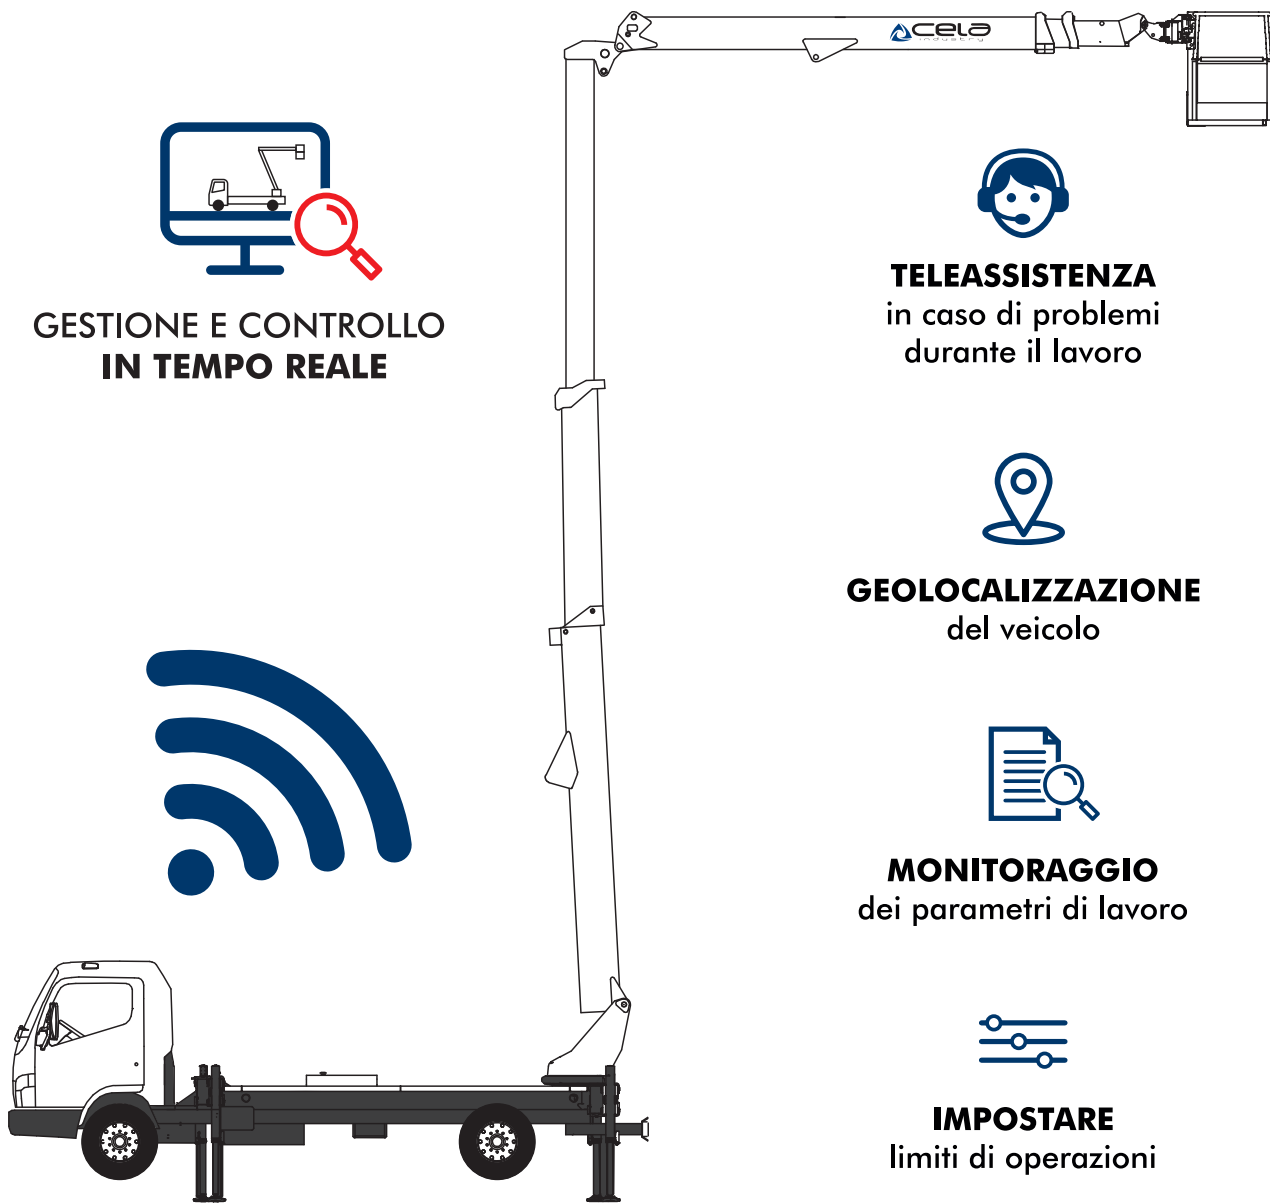 cela
industry
GESTIONE E CONTROLLO
IN TEMPO REALE
TELEASSISTENZA
in caso di problemi
durante il lavoro
GEOLOCALIZZAZIONE
del veicolo
MONITORAGGIO
dei parametri di lavoro
IMPOSTARE
limiti di operazioni